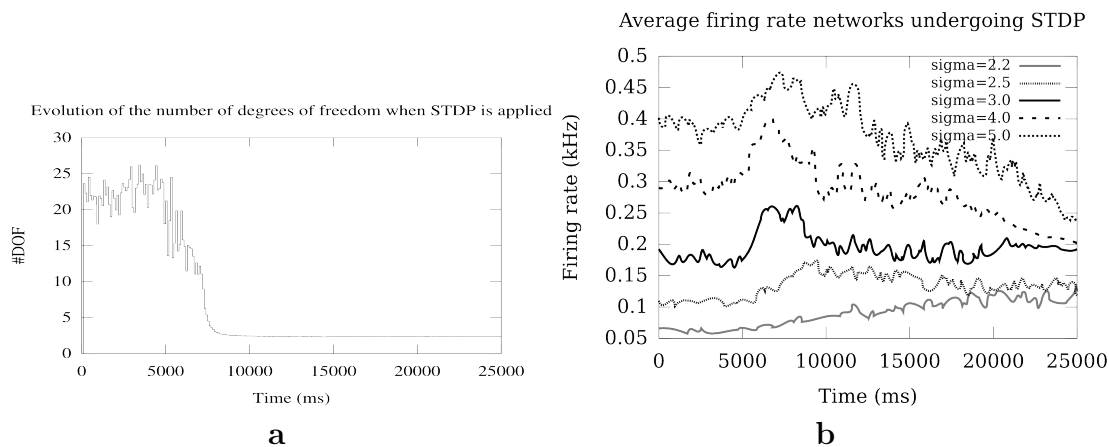 Evolution of the number of degrees of freedom when STDP is applied
30
25
20
15
10
5
0
#DOF
0 5000 10000 15000 20000 25000
Time (ms)
a
Average firing rate networks undergoing STDP
0.5
0.45
0.4
0.35
0.3
0.25
0.2
0.15
0.1
0.05
Firing rate (kHz)
sigma=2.2
sigma=2.5
sigma=3.0
sigma=4.0
sigma=5.0
0 5000 10000 15000 20000 25000
Time (ms)
b